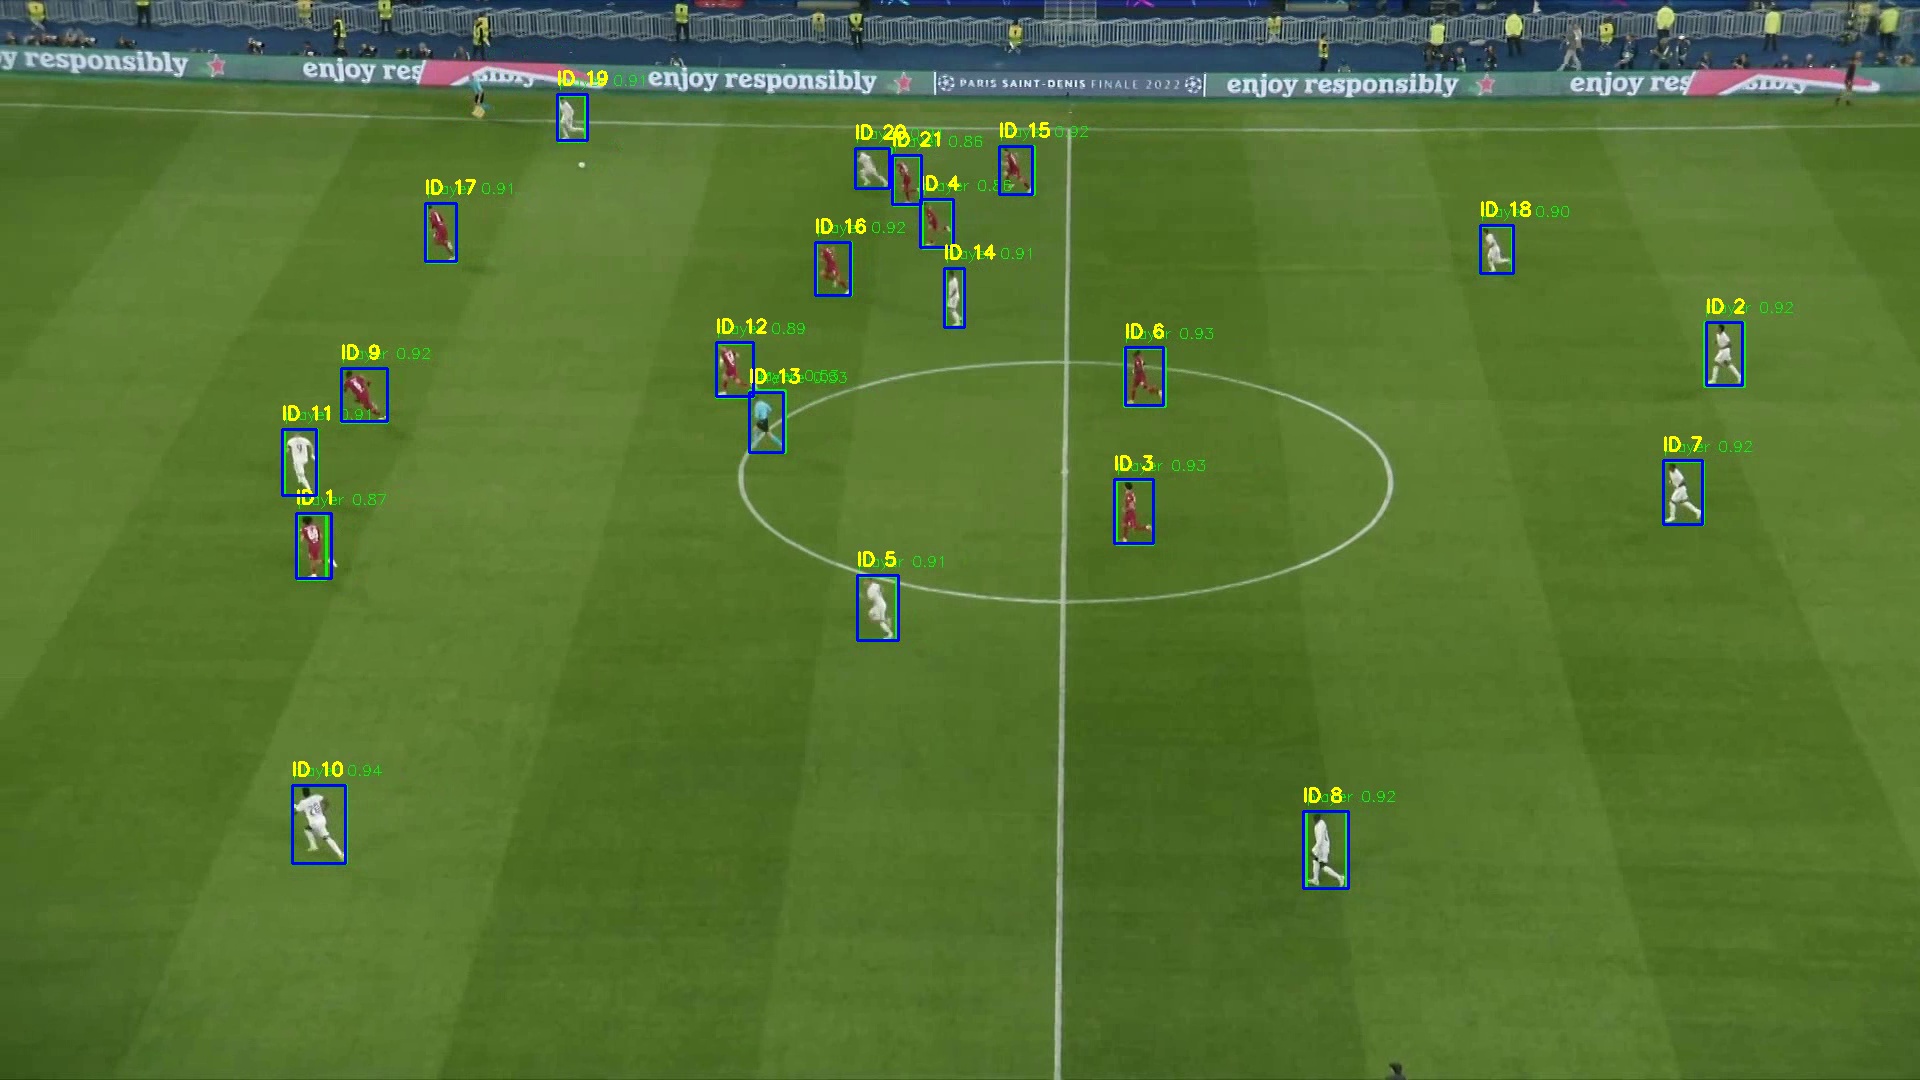 oy responsibly
enjoy res
enjoy responsibly
PARIS SAINT-DENIS FINALE 2022
enjoy responsibly
enjoy res
ID 19 0.91
ID 15 0.92
ID 20
ID 21 0.86
ID 4
ID 17 0.91
ID 18 0.90
ID 16 0.92
ID 14 0.91
ID 2 0.92
ID 12 0.89
ID 6 0.93
ID 9 0.92
ID 13
ID 11 0.91
ID 7 0.92
ID 3 0.93
ID 1 0.87
ID 5 0.91
ID 10 0.94
ID 8 0.92